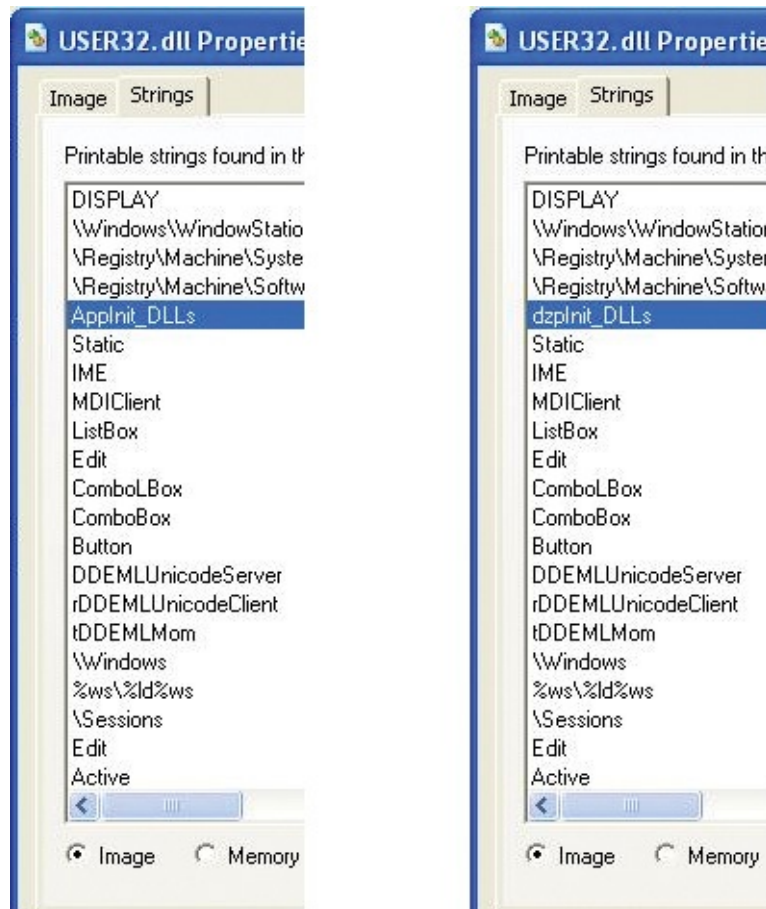 USER32.dll Propertie
Image Strings
Printable strings found in th
DISPLAY
\Windows\WindowStatio
\Registry\Machine\Syste
\Registry\Machine\Softw
AppInit_DLLs
Static
IME
MDIClient
ListBox
Edit
ComboLBox
ComboBox
Button
DDEMLUnicodeServer
rDDEMLUnicodeClient
tDDEMLMom
\Windows
%ws\%ld%ws
\Sessions
Edit
Active
Image Memory
USER32.dll Propertie
Image Strings
Printable strings found in th
DISPLAY
\Windows\WindowStation
\Registry\Machine\System
\Registry\Machine\Softw
dzpInit_DLLs
Static
IME
MDIClient
ListBox
Edit
ComboLBox
ComboBox
Button
DDEMLUnicodeServer
rDDEMLUnicodeClient
tDDEMLMom
\Windows
%ws\%ld%ws
\Sessions
Edit
Active
Image Memory